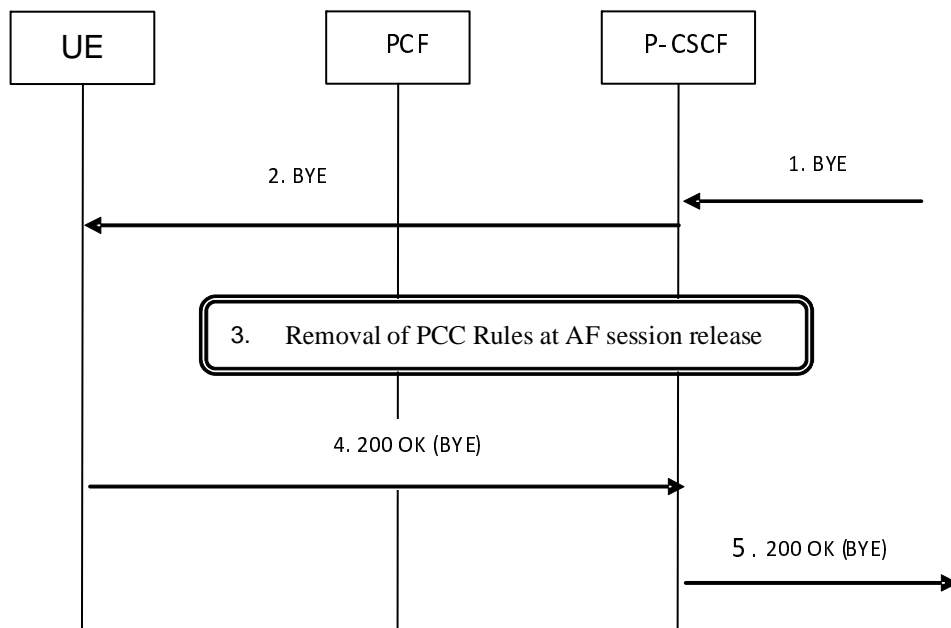 UE
PCF
P-CSCF
1. BYE
2. BYE
3. Removal of PCC Rules at AF session release
4. 200 OK (BYE)
5. 200 OK (BYE)